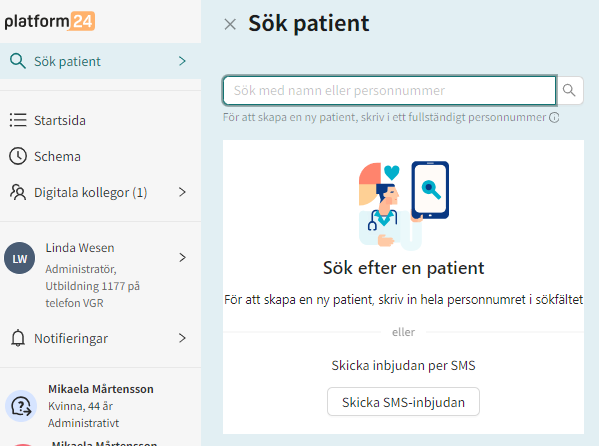 platform24
Sök patient
Startsida
Schema
Digitala kollegor (1)
LW
Linda Wesen
Administratör,
Utbildning 1177 på
telefon VGR
Notifieringar
Mikaela Mårtensson
Kvinna, 44 år
Administrativt
Mikaela Mårtensson
Sök patient
Sök med namn eller personnummer
För att skapa en ny patient, skriv i ett fullständigt personnummer
Sök efter en patient
För att skapa en ny patient, skriv in hela personnumret i sökfältet
eller
Skicka inbjudan per SMS
Skicka SMS-inbjudan